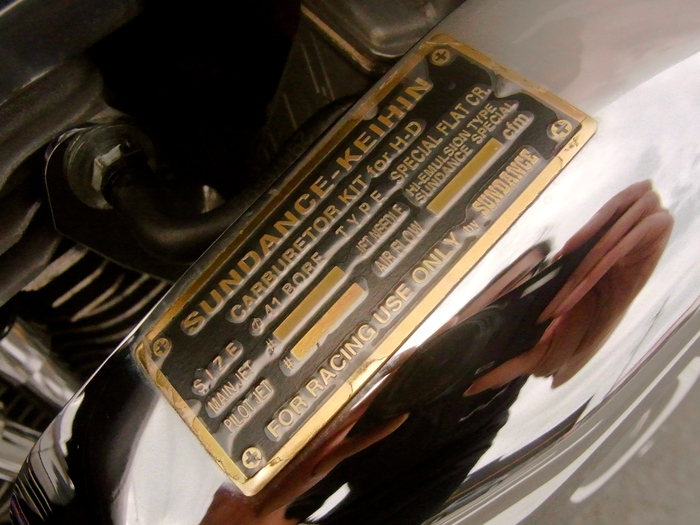 SUNDANCE-KEIHIN
CARBURETOR KIT for H-D
SIZE Φ41 BORE TYPE SPECIAL FLAT CR.
MAIN JET # JET NEEDLE HI-EMULSION TYPE SUNDANCE SPECIAL
PILOT JET # AIR FLOW cfm
FOR RACING USE ONLY by SUNDANCE